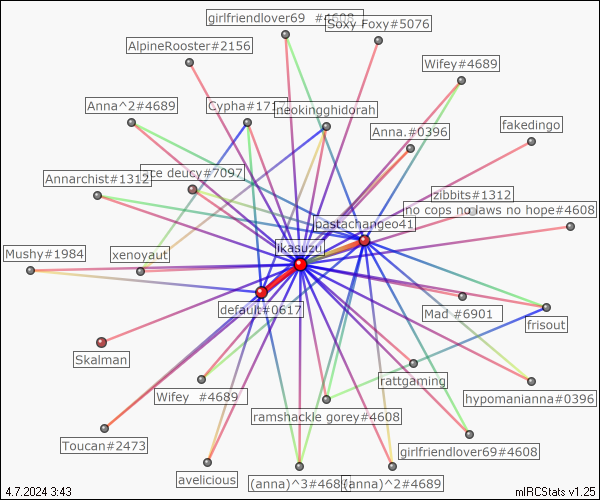 girlfriendlover69 #4608
Soxy Foxy#5076
AlpineRooster#2156
Wifey#4689
Anna^2#4689
Cypha#171
neokingghidorah
Anna.#0396
fakedingo
Annarchist#1312
deucy#7097
zibbits#1312
no cops no laws no hope#4608
pastachangeo41
ikasuzu
Mushy#1984
xenoyaut
default#0617
Mad #6901
frisout
Skalman
rattgaming
Wifey #4689
hypomanianna#0396
ramshackle gorey#4608
Toucan#2473
girlfriendlover69#4608
avelicious
(anna)^3#468
(anna)^2#4689
4.7.2024 3:43
mIRCStats v1.25